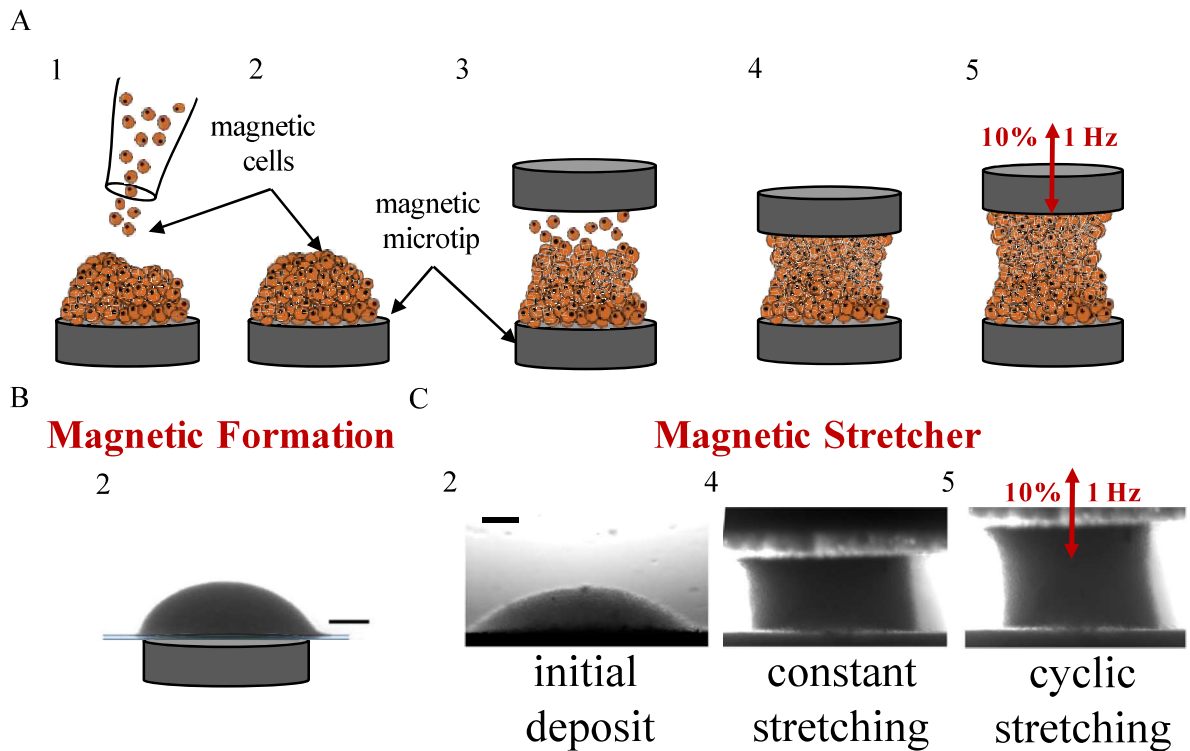 A
1
2
3
4
5
magnetic
cells
magnetic
microtip
10% 1 Hz
B
Magnetic Formation
2
C
Magnetic Stretcher
2
4
5
10% 1 Hz
initial
deposit
constant
stretching
cyclic
stretching